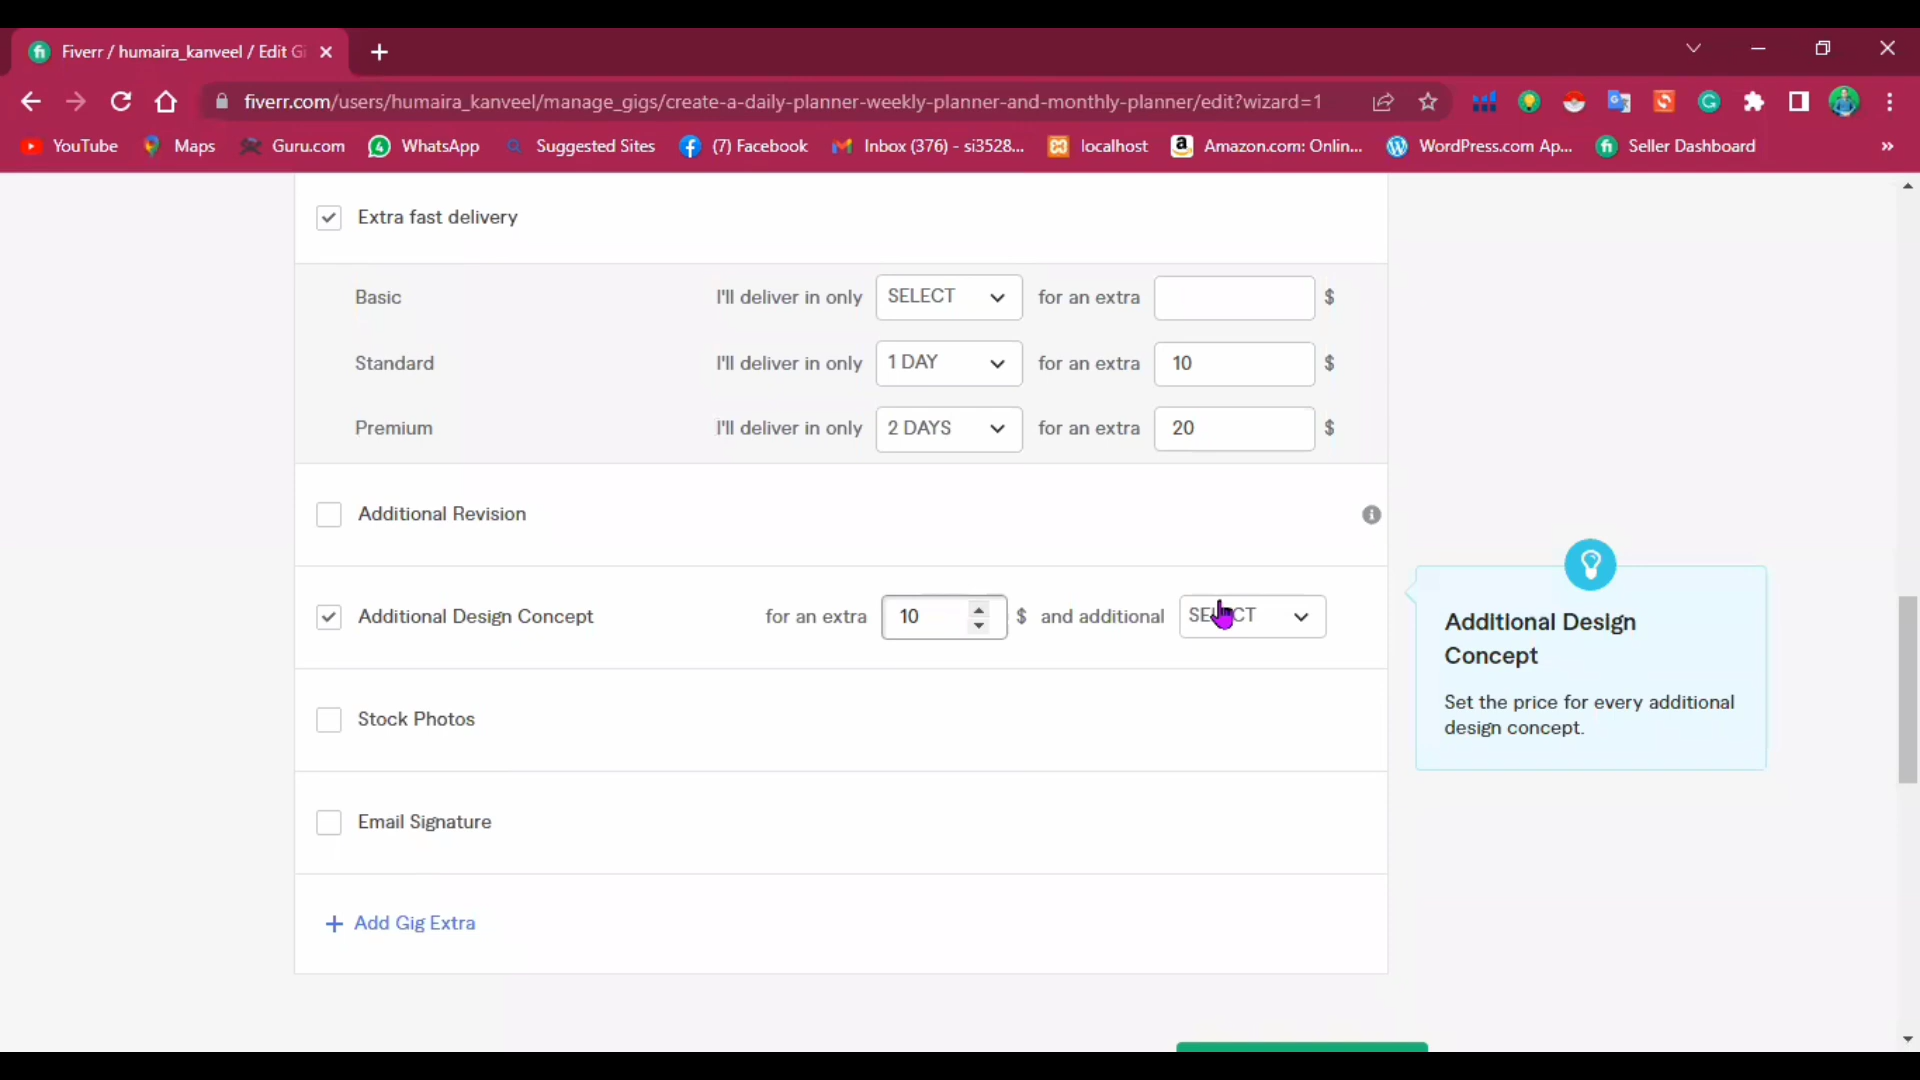 Fiverr / humaira_kanveel / Edit Gi
fiverr.com/users/humaira_kanveel/manage_gigs/create-a-daily-planner-weekly-planner-and-monthly-planner/edit?wizard=1
YouTube Maps Guru.com WhatsApp Suggested Sites (7) Facebook Inbox (376) - si3528... localhost Amazon.com: Onlin... WordPress.com Ap... Seller Dashboard »
Extra fast delivery
Basic I'll deliver in only SELECT for an extra $
Standard I'll deliver in only 1 DAY for an extra 10 $
Premium I'll deliver in only 2 DAYS for an extra 20 $
Additional Revision
Additional Design Concept for an extra 10 $ and additional SELECT
Additional Design
Concept
Set the price for every additional
design concept.
Stock Photos
Email Signature
+ Add Gig Extra